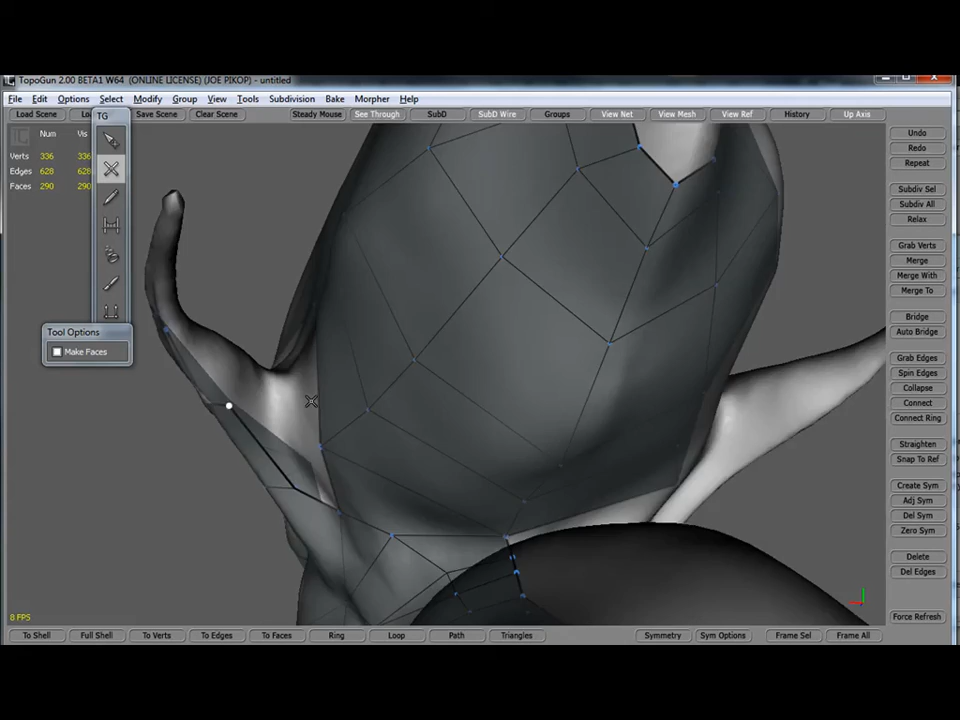 TopoGun 2.00 BETA1 W64 (ONLINE LICENSE) (JOE PIKOP) - untitled
File Edit Options Select Modify Group View Tools Subdivision Bake Morpher Help
Load Scene Lo TG Save Scene Clear Scene Steady Mouse See Through SubD SubD Wire Groups View Net View Mesh View Ref History Up Axis
Num Vis
Verts 336 336
Edges 628 628
Faces 290 290
Tool Options
Make Faces
8 FPS
Undo
Redo
Repeat
Subdiv Sel
Subdiv All
Relax
Grab Verts
Merge
Merge With
Merge To
Bridge
Auto Bridge
Grab Edges
Spin Edges
Collapse
Connect
Connect Ring
Straighten
Snap To Ref
Create Sym
Adj Sym
Del Sym
Zero Sym
Delete
Del Edges
Force Refresh
To Shell Full Shell To Verts To Edges To Faces Ring Loop Path Triangles Symmetry Sym Options Frame Sel Frame All